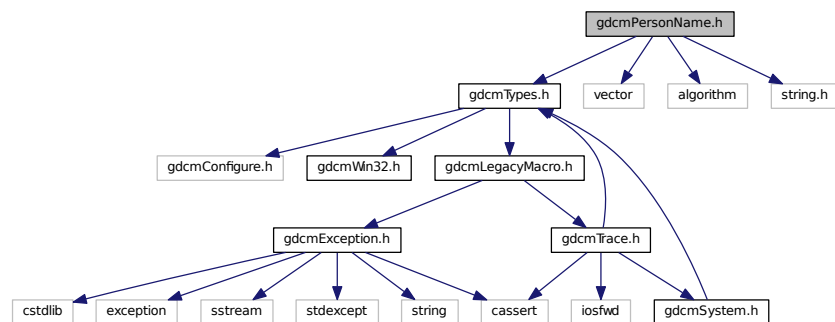 gdcmPersonName.h
gdcmTypes.h
vector
algorithm
string.h
gdcmConfigure.h
gdcmWin32.h
gdcmLegacyMacro.h
gdcmException.h
gdcmTrace.h
cstdlib
exception
sstream
stdexcept
string
cassert
iosfwd
gdcmSystem.h